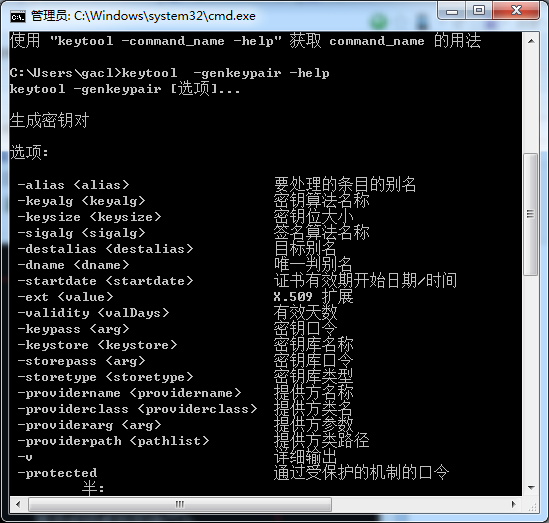 管理员: C:\Windows\system32\cmd.exe
使用 "keytool -command_name -help" 获取 command_name 的用法
C:\Users\gacl>keytool  -genkeypair -help
keytool -genkeypair [选项]...
生成密钥对
选项:
-alias <alias> 要处理的条目的别名
-keyalg <keyalg> 密钥算法名称
-keysize <keysize> 密钥位大小
-sigalg <sigalg> 签名算法名称
-destalias <destalias> 目标别名
-dname <dname> 唯一判别名
-startdate <startdate> 证书有效期开始日期/时间
-ext <value> X.509 扩展
-validity <valDays> 有效天数
-keypass <arg> 密钥口令
-keystore <keystore> 密钥库名称
-storepass <arg> 密钥库口令
-storetype <storetype> 密钥库类型
-providername <providername> 提供方名称
-providerclass <providerclass> 提供方类名
-providerarg <arg> 提供方参数
-providerpath <pathlist> 提供方类路径
-v 详细输出
-protected 通过受保护的机制的口令
半: